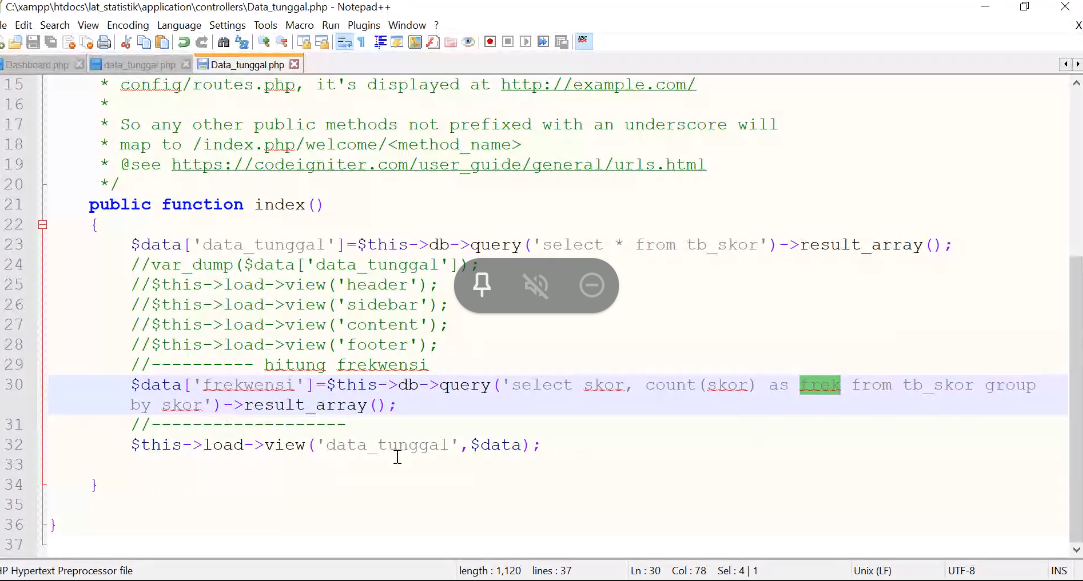 C:\xampp\htdocs\lat_statistik\application\controllers\Data_tunggal.php - Notepad++
Edit Search View Encoding Language Settings Tools Macro Run Plugins Window ? X
Dashboard.php data_tunggal.php Data_tunggal.php
15 * config/routes.php, it's displayed at http://example.com/
16 *
17 * So any other public methods not prefixed with an underscore will
18 * map to /index.php/welcome/<method_name>
19 * @see https://codeigniter.com/user_guide/general/urls.html
20 */
21 public function index()
22 {
23 $data['data_tunggal']=$this->db->query('select * from tb_skor')->result_array();
24 //var_dump($data['data_tunggal']);
25 //$this->load->view('header');
26 //$this->load->view('sidebar');
27 //$this->load->view('content');
28 //$this->load->view('footer');
29 //---------- hitung frekwensi
30 $data['frekwensi']=$this->db->query('select skor, count(skor) as frek from tb_skor group
by skor')->result_array();
31 //-------------------
32 $this->load->view('data_tunggal',$data);
33
34 }
35
36 }
37
HP Hypertext Preprocessor file length : 1,120 lines : 37 Ln : 30 Col : 78 Sel : 4 | 1 Unix (LF) UTF-8 INS